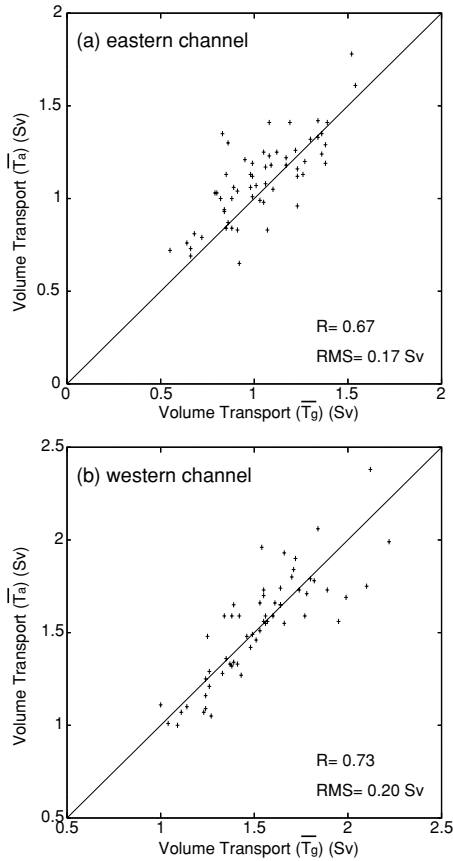 (a) eastern channel
2
1.5
1
0.5
0
0
0.5
1
1.5
2
Volume Transport (T̅a) (Sv)
Volume Transport (T̅g) (Sv)
R= 0.67
RMS= 0.17 Sv
(b) western channel
2.5
2
1.5
1
0.5
0.5
1
1.5
2
2.5
Volume Transport (T̅a) (Sv)
Volume Transport (T̅g) (Sv)
R= 0.73
RMS= 0.20 Sv